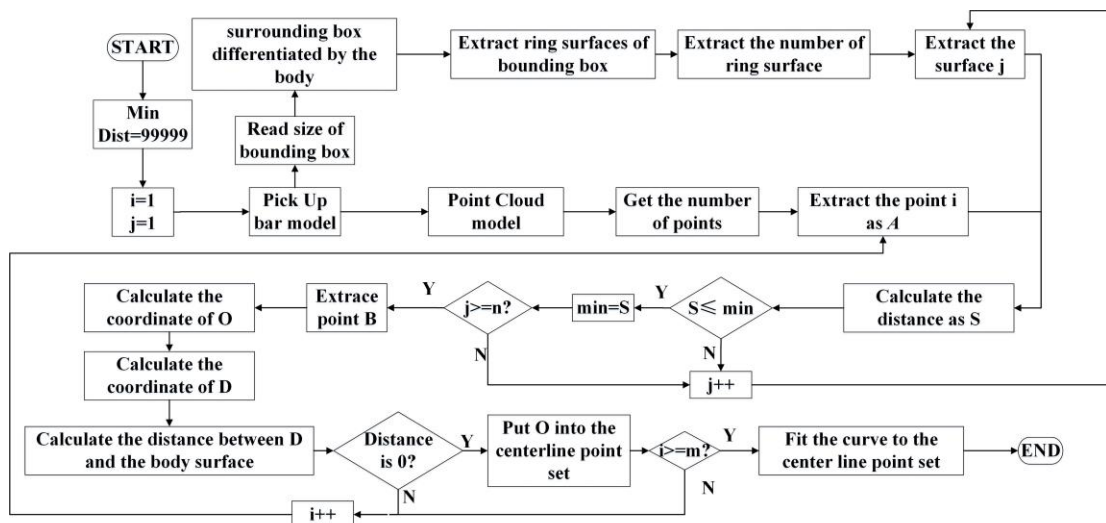 START
Min
Dist=99999
i=1
j=1
Pick Up
bar model
Read size of
bounding box
surrounding box
differentiated by the
body
Extract ring surfaces of
bounding box
Extract the number of
ring surface
Extract the
surface j
Point Cloud
model
Get the number
of points
Extract the point i
as A
Calculate the
distance as S
S≤ min
Y
N
min=S
j>=n?
Y
N
j++
Extrace
point B
Calculate the
coordinate of O
Calculate the
coordinate of D
Calculate the distance between D
and the body surface
Distance
is 0?
Y
N
Put O into the
centerline point
set
i>=m?
Y
N
i++
Fit the curve to the
center line point set
END